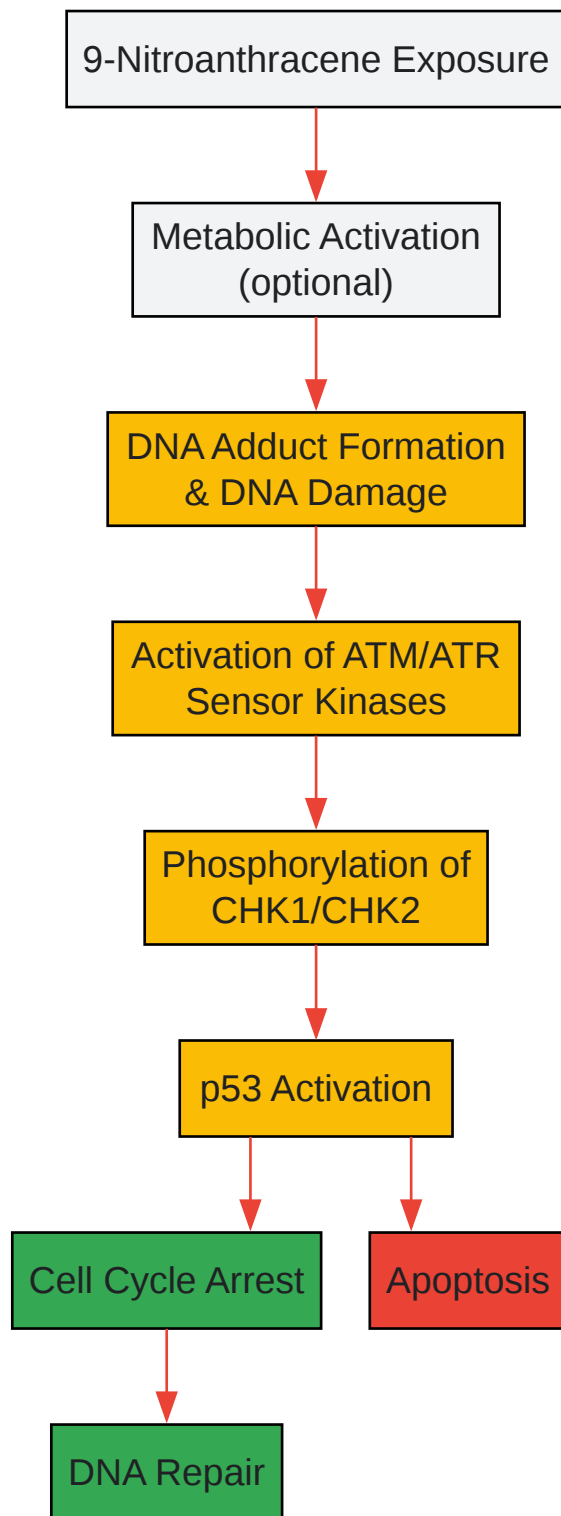 9-Nitroanthracene Exposure
Metabolic Activation
(optional)
DNA Adduct Formation
& DNA Damage
Activation of ATM/ATR
Sensor Kinases
Phosphorylation of
CHK1/CHK2
p53 Activation
Cell Cycle Arrest
Apoptosis
DNA Repair